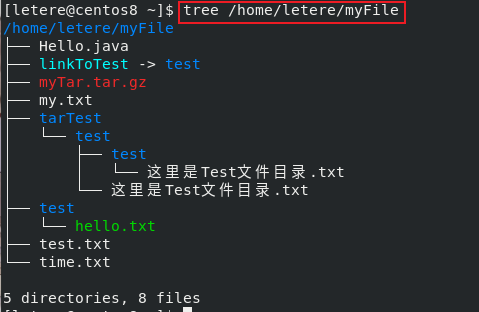 [letere@centos8 ~]$ tree /home/letere/myFile
/home/letere/myFile
├── Hello.java
├── linkToTest -> test
├── myTar.tar.gz
├── my.txt
├── tarTest
│   └── test
│       ├── test
│       │   └── 这里是Test文件目录.txt
│       └── 这里是Test文件目录.txt
├── test
│   └── hello.txt
├── test.txt
└── time.txt
5 directories, 8 files